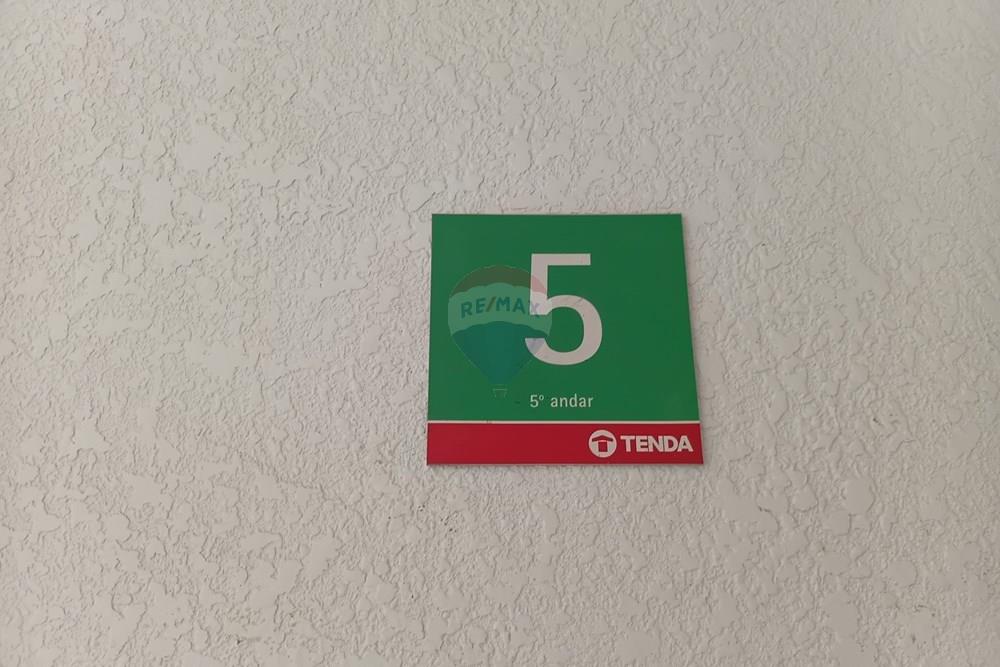 5
RE/MAX
5º andar
TENDA